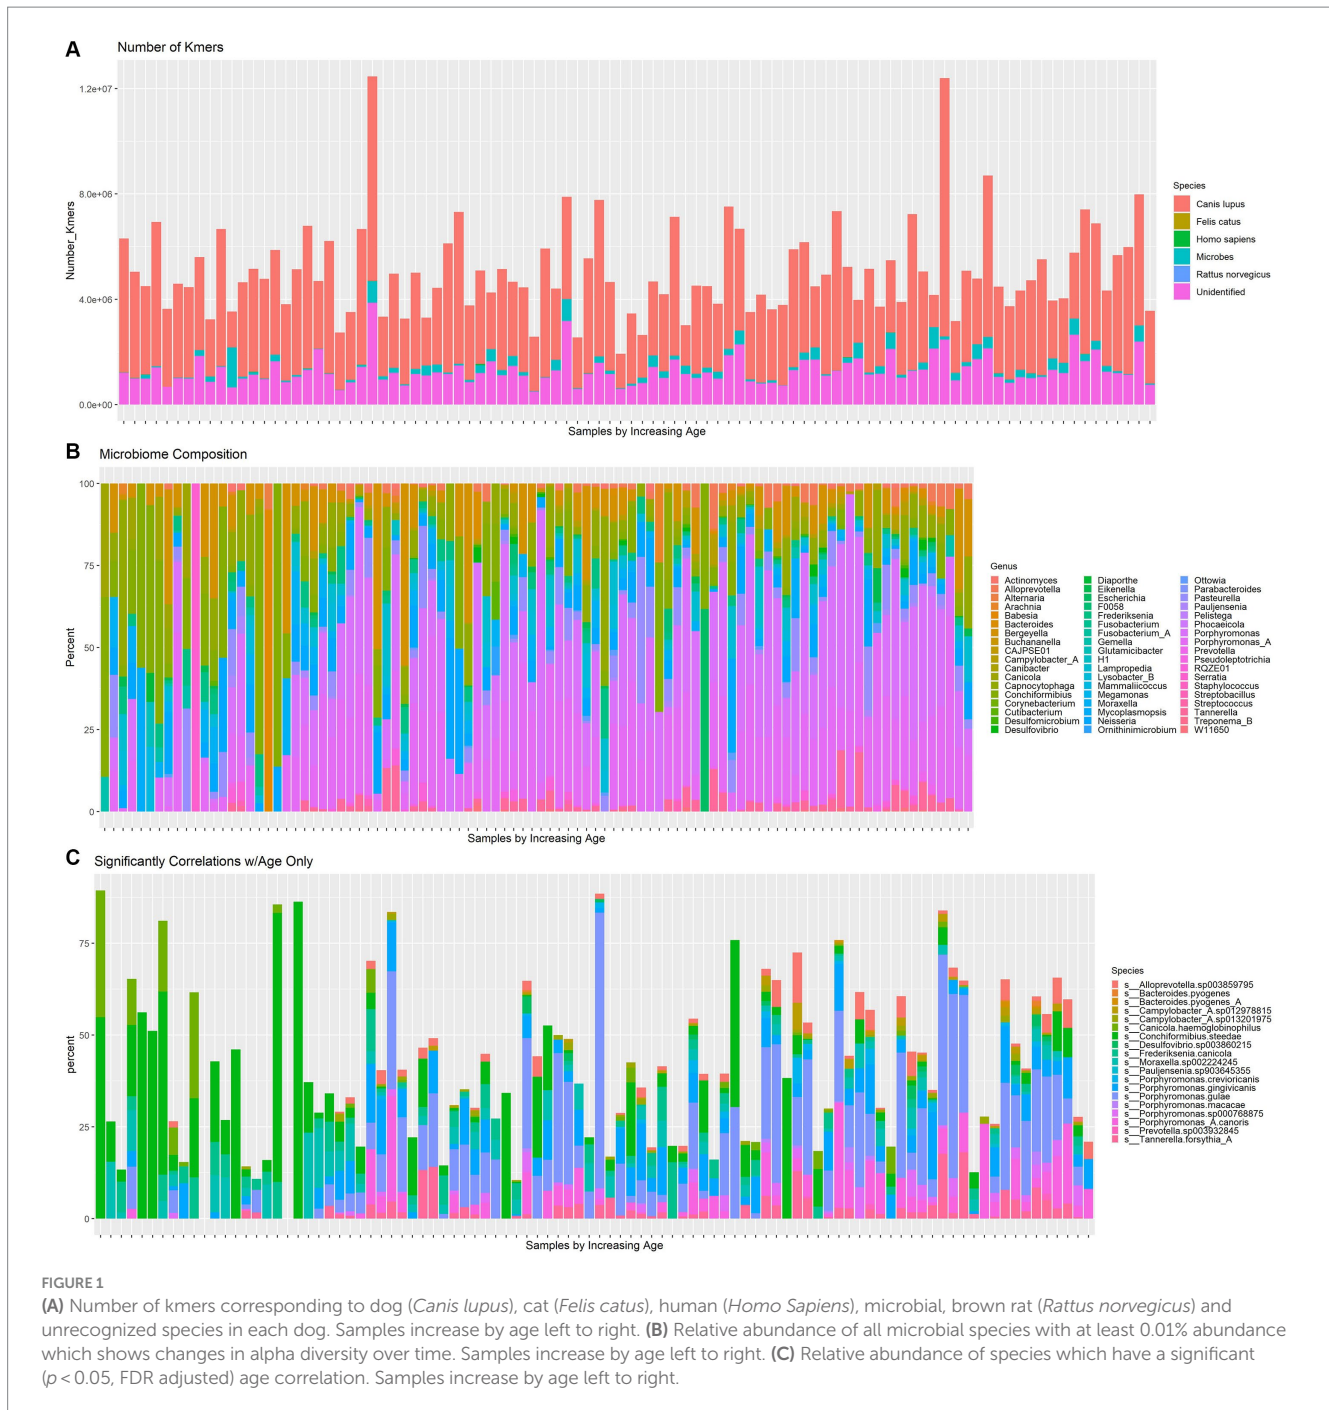 A
Number of Kmers
Number_Kmers
1.2e+07
8.0e+06
4.0e+06
0.0e+00
Samples by Increasing Age
Species
Canis lupus
Felis catus
Homo sapiens
Microbes
Rattus norvegicus
Unidentified
B
Microbiome Composition
Percent
100
75
50
25
0
Samples by Increasing Age
Genus
Actinomyces
Alloprevotella
Alternaria
Arachnia
Babesia
Bacteroides
Bergeyella
Buchananella
CAJPSE01
Campylobacter_A
Canibacter
Canicola
Capnocytophaga
Conchiformibius
Corynebacterium
Cutibacterium
Desulfomicrobium
Desulfovibrio
Diaporthe
Eikenella
Escherichia
F0058
Frederiksenia
Fusobacterium
Fusobacterium_A
Gemella
Glutamicibacter
H1
Lampropedia
Lysobacter_B
Mammaliicoccus
Megamonas
Moraxella
Mycoplasmopsis
Neisseria
Ornithinimicrobium
Ottowia
Parabacteroides
Pasteurella
Pauljensenia
Pelistega
Phocaeicola
Porphyromonas
Porphyromonas_A
Prevotella
Pseudoleptotrichia
RQZE01
Serratia
Staphylococcus
Streptobacillus
Streptococcus
Tannerella
Treponema_B
W11650
C
Significantly Correlations w/Age Only
percent
75
50
25
0
Samples by Increasing Age
Species
s__Alloprevotella.sp003859795
s__Bacteroides.pyogenes
s__Bacteroides.pyogenes_A
s__Campylobacter_A.sp012978815
s__Campylobacter_A.sp013201975
s__Canicola.haemoglobinophilus
s__Conchiformibius.steedae
s__Desulfovibrio.sp003860215
s__Frederiksenia.canicola
s__Moraxella.sp002224245
s__Pauljensenia.sp903645355
s__Porphyromonas.crevioricanis
s__Porphyromonas.gingivicanis
s__Porphyromonas.gulae
s__Porphyromonas.macacae
s__Porphyromonas.sp000768875
s__Porphyromonas_A.canoris
s__Prevotella.sp003932845
s__Tannerella.forsythia_A
FIGURE 1
(A) Number of kmers corresponding to dog (Canis lupus), cat (Felis catus), human (Homo Sapiens), microbial, brown rat (Rattus norvegicus) and
unrecognized species in each dog. Samples increase by age left to right. (B) Relative abundance of all microbial species with at least 0.01% abundance
which shows changes in alpha diversity over time. Samples increase by age left to right. (C) Relative abundance of species which have a significant
(p < 0.05, FDR adjusted) age correlation. Samples increase by age left to right.